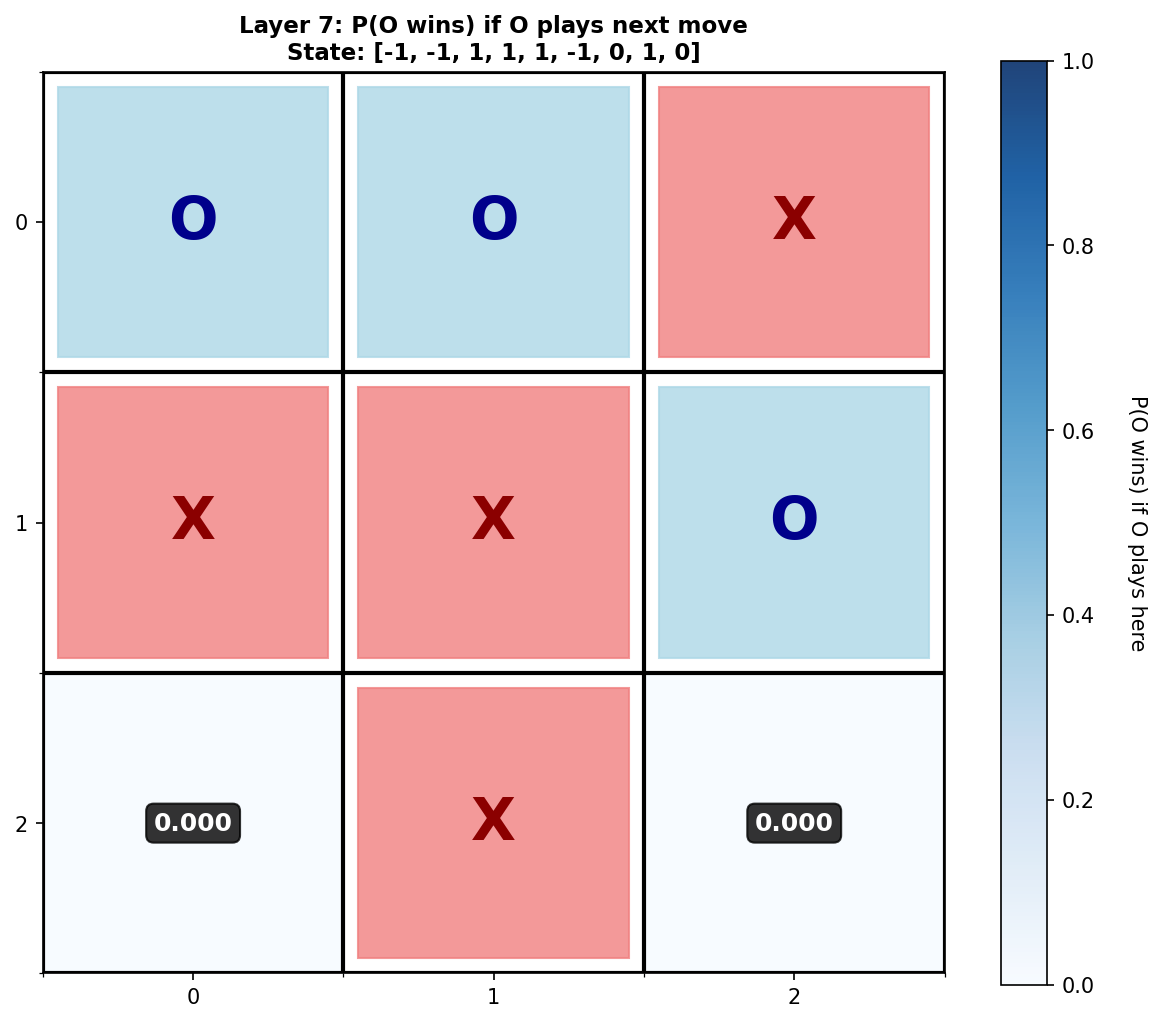 Layer 7: P(O wins) if O plays next move
State: [-1, -1, 1, 1, 1, -1, 0, 1, 0]
0
O
O
X
1
X
X
O
2
0.000
X
0.000
0
1
2
1.0
0.8
0.6
0.4
0.2
0.0
P(O wins) if O plays here